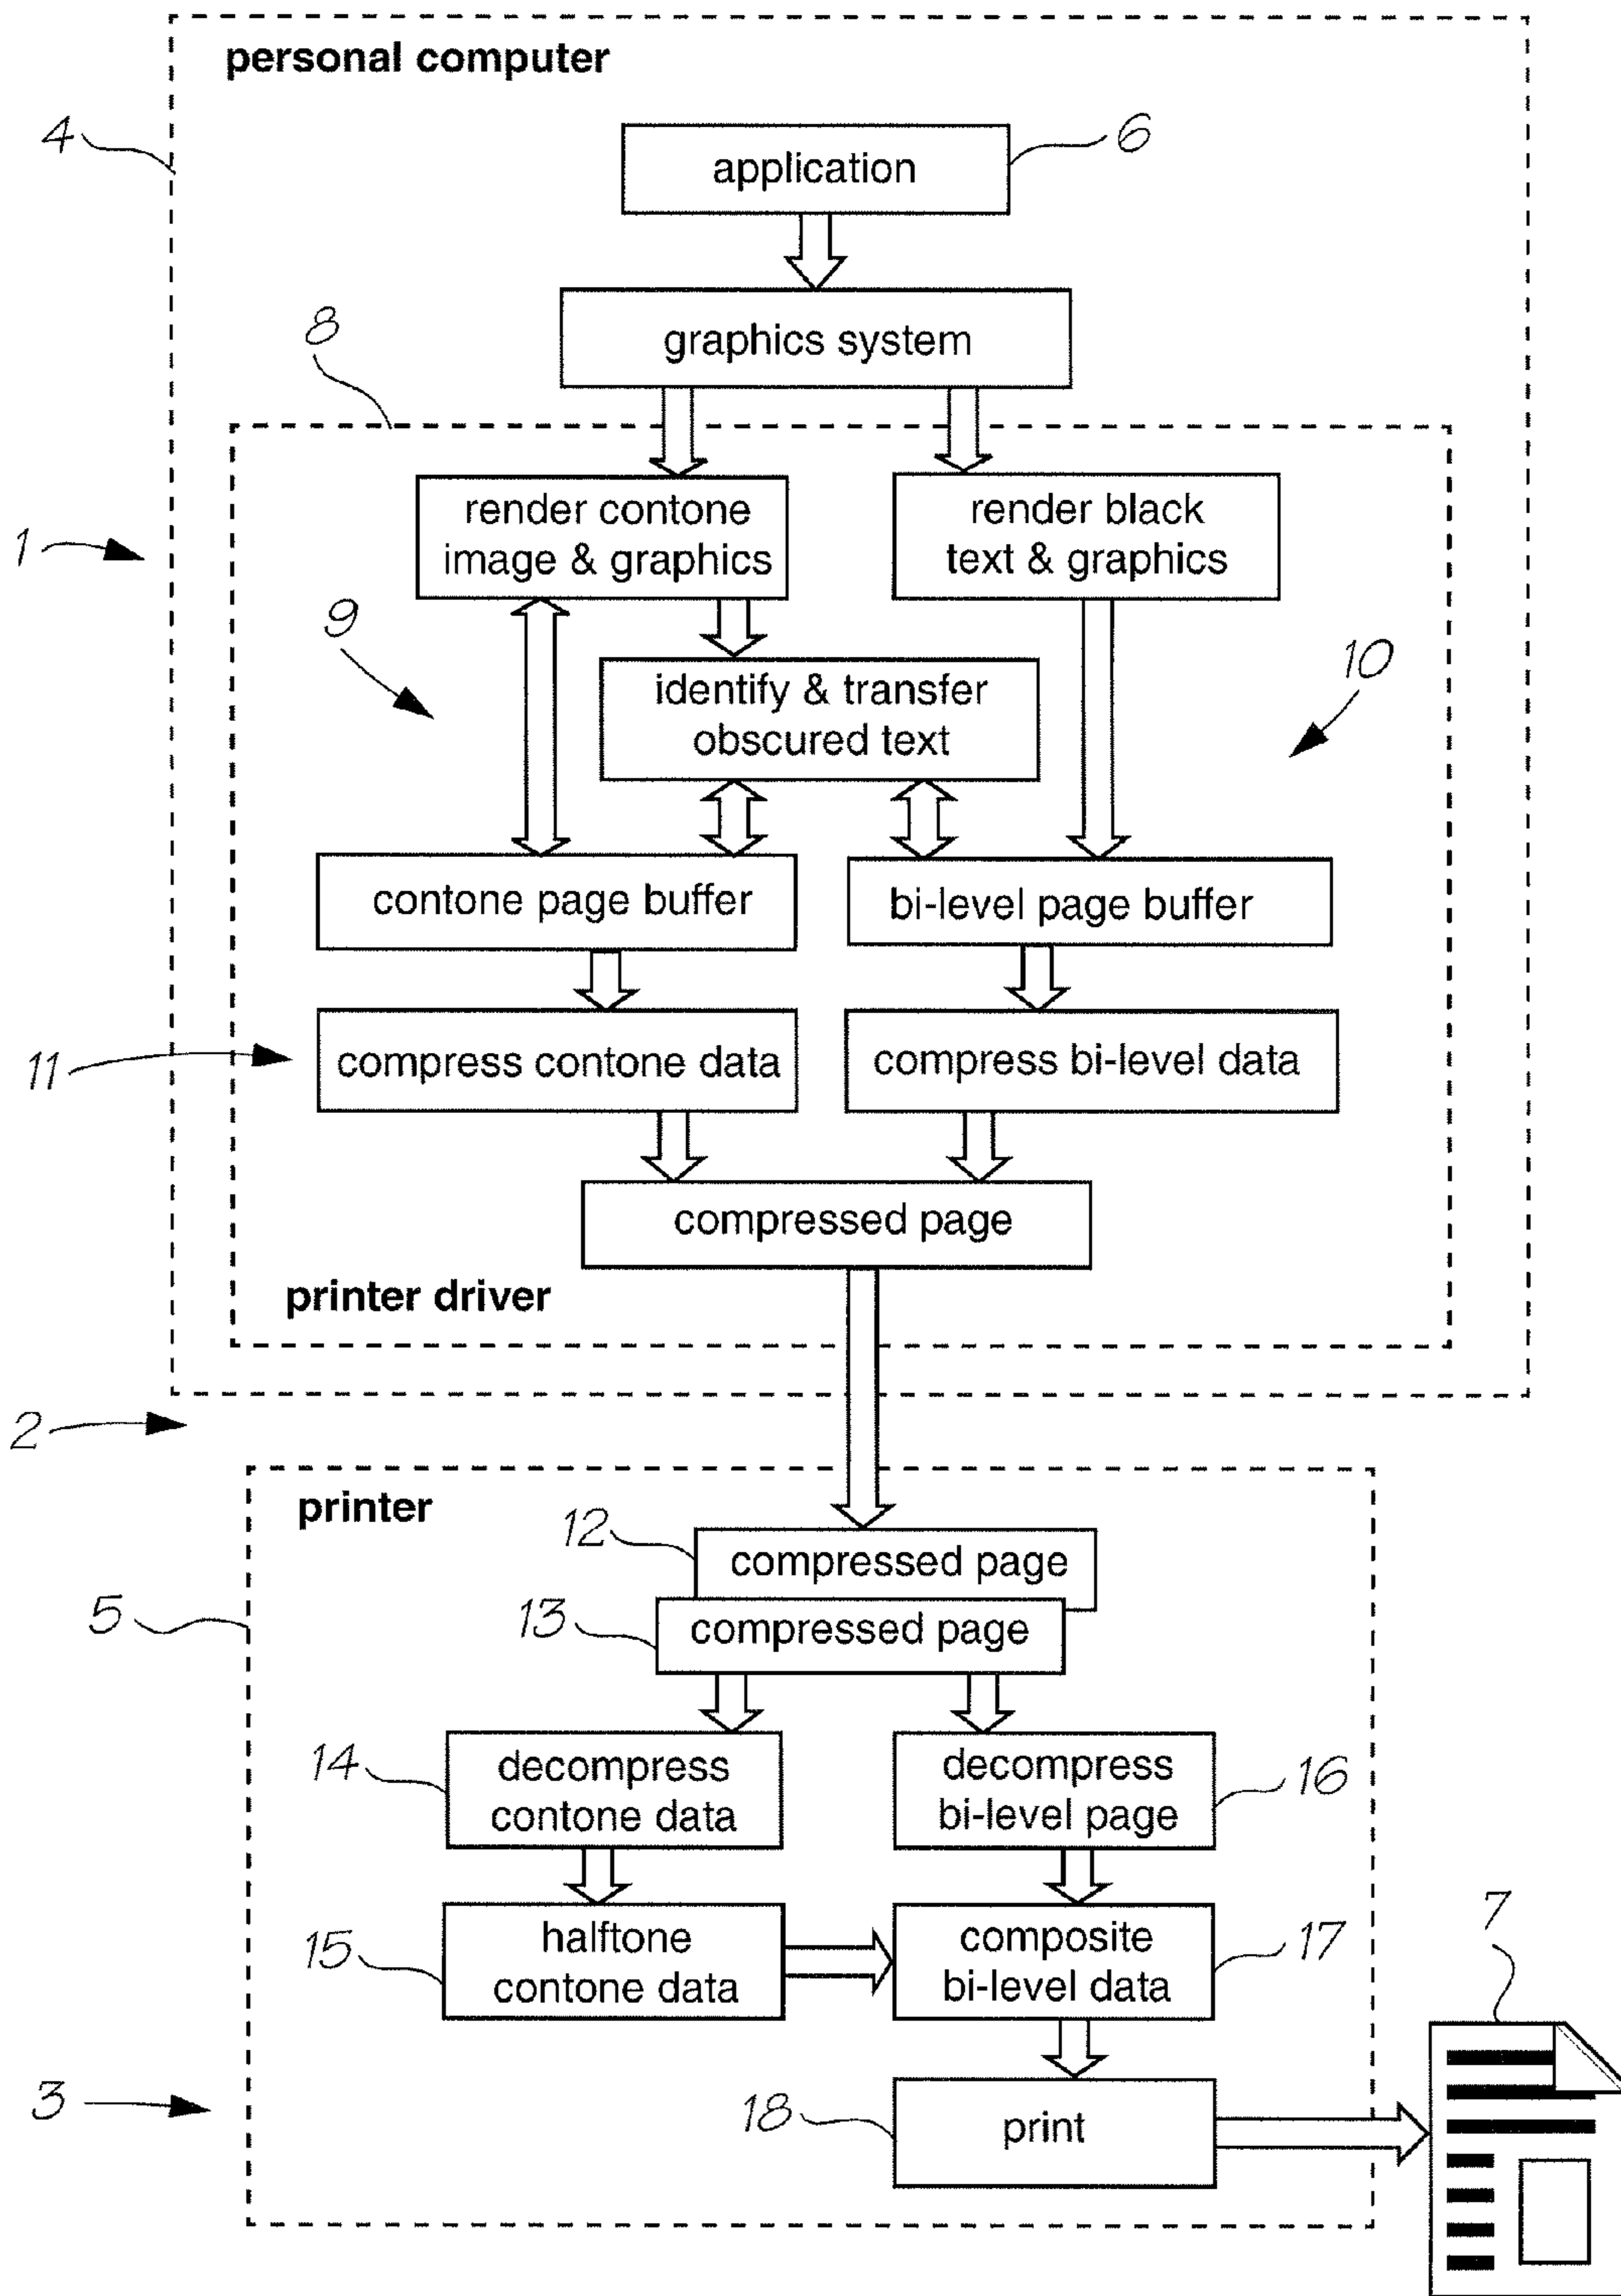 personal computer
4
6
application
graphics system
8
render contone
image & graphics
render black
text & graphics
1
9
10
identify & transfer
obscured text
contone page buffer
bi-level page buffer
11
compress contone data
compress bi-level data
compressed page
printer driver
2
printer
12
compressed page
5
13
compressed page
14
decompress
contone data
decompress
bi-level page
16
15
halftone
contone data
composite
bi-level data
17
7
3
18
print